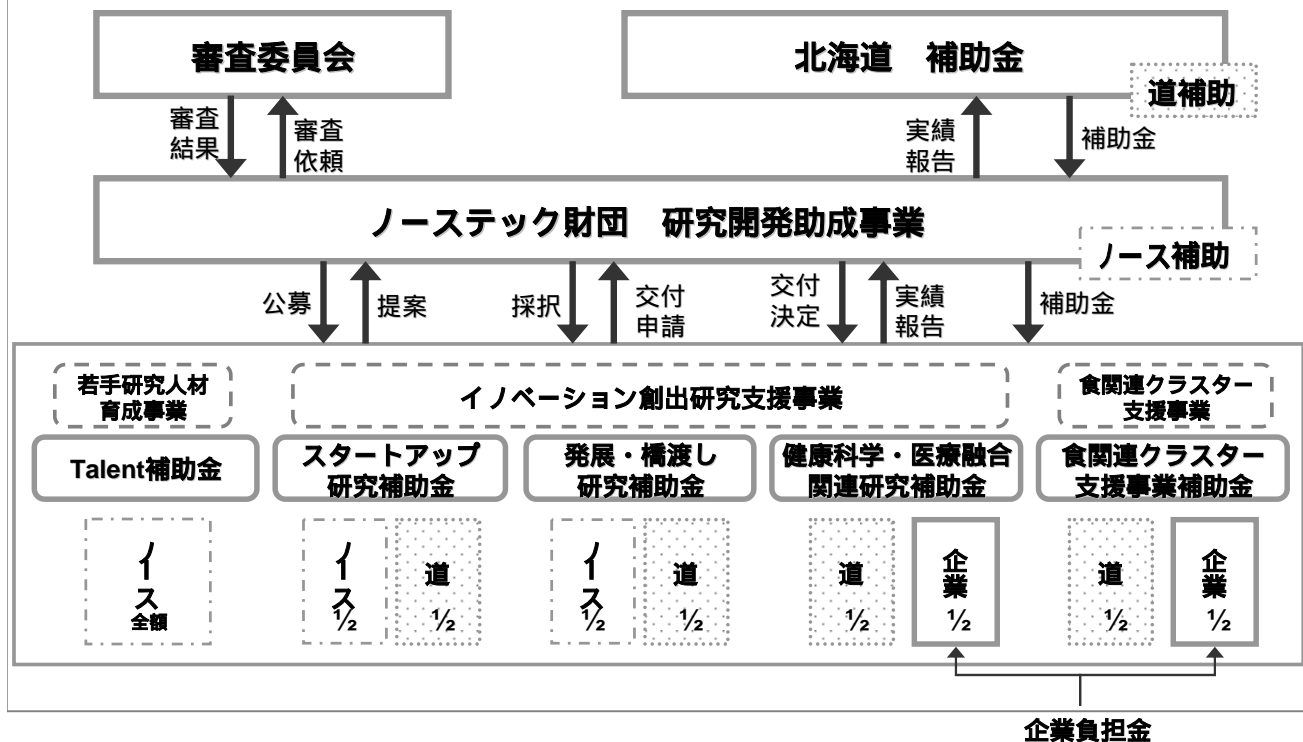 審査委員会
北海道　補助金
道補助
審査
結果
審査
依頼
実績
報告
補助金
ノーステック財団　研究開発助成事業
ノース補助
公募
提案
採択
交付
申請
交付
決定
実績
報告
補助金
若手研究人材
育成事業
イノベーション創出研究支援事業
食関連クラスター
支援事業
Talent補助金
スタートアップ
研究補助金
発展・橋渡し
研究補助金
健康科学・医療融合
関連研究補助金
食関連クラスター
支援事業補助金
ノース
全額
ノース
½
道
½
ノース
½
道
½
道
½
企業
½
道
½
企業
½
企業負担金